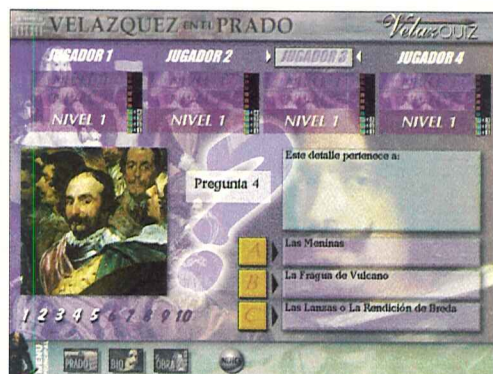 VELAZQUEZ EN EL PRADO
VelazQUIZ
JUGADOR 1
JUGADOR 2
JUGADOR 3
JUGADOR 4
NIVEL 1
NIVEL 1
NIVEL 1
NIVEL 1
Pregunta 4
Este detalle pertenece a:
A
Las Meninas
B
La Fragua de Vulcano
C
Las Lanzas o La Rendición de Breda
1 2 3 4 5 6 7 8 9 10
MENU
PRADO
BIO
OBRA